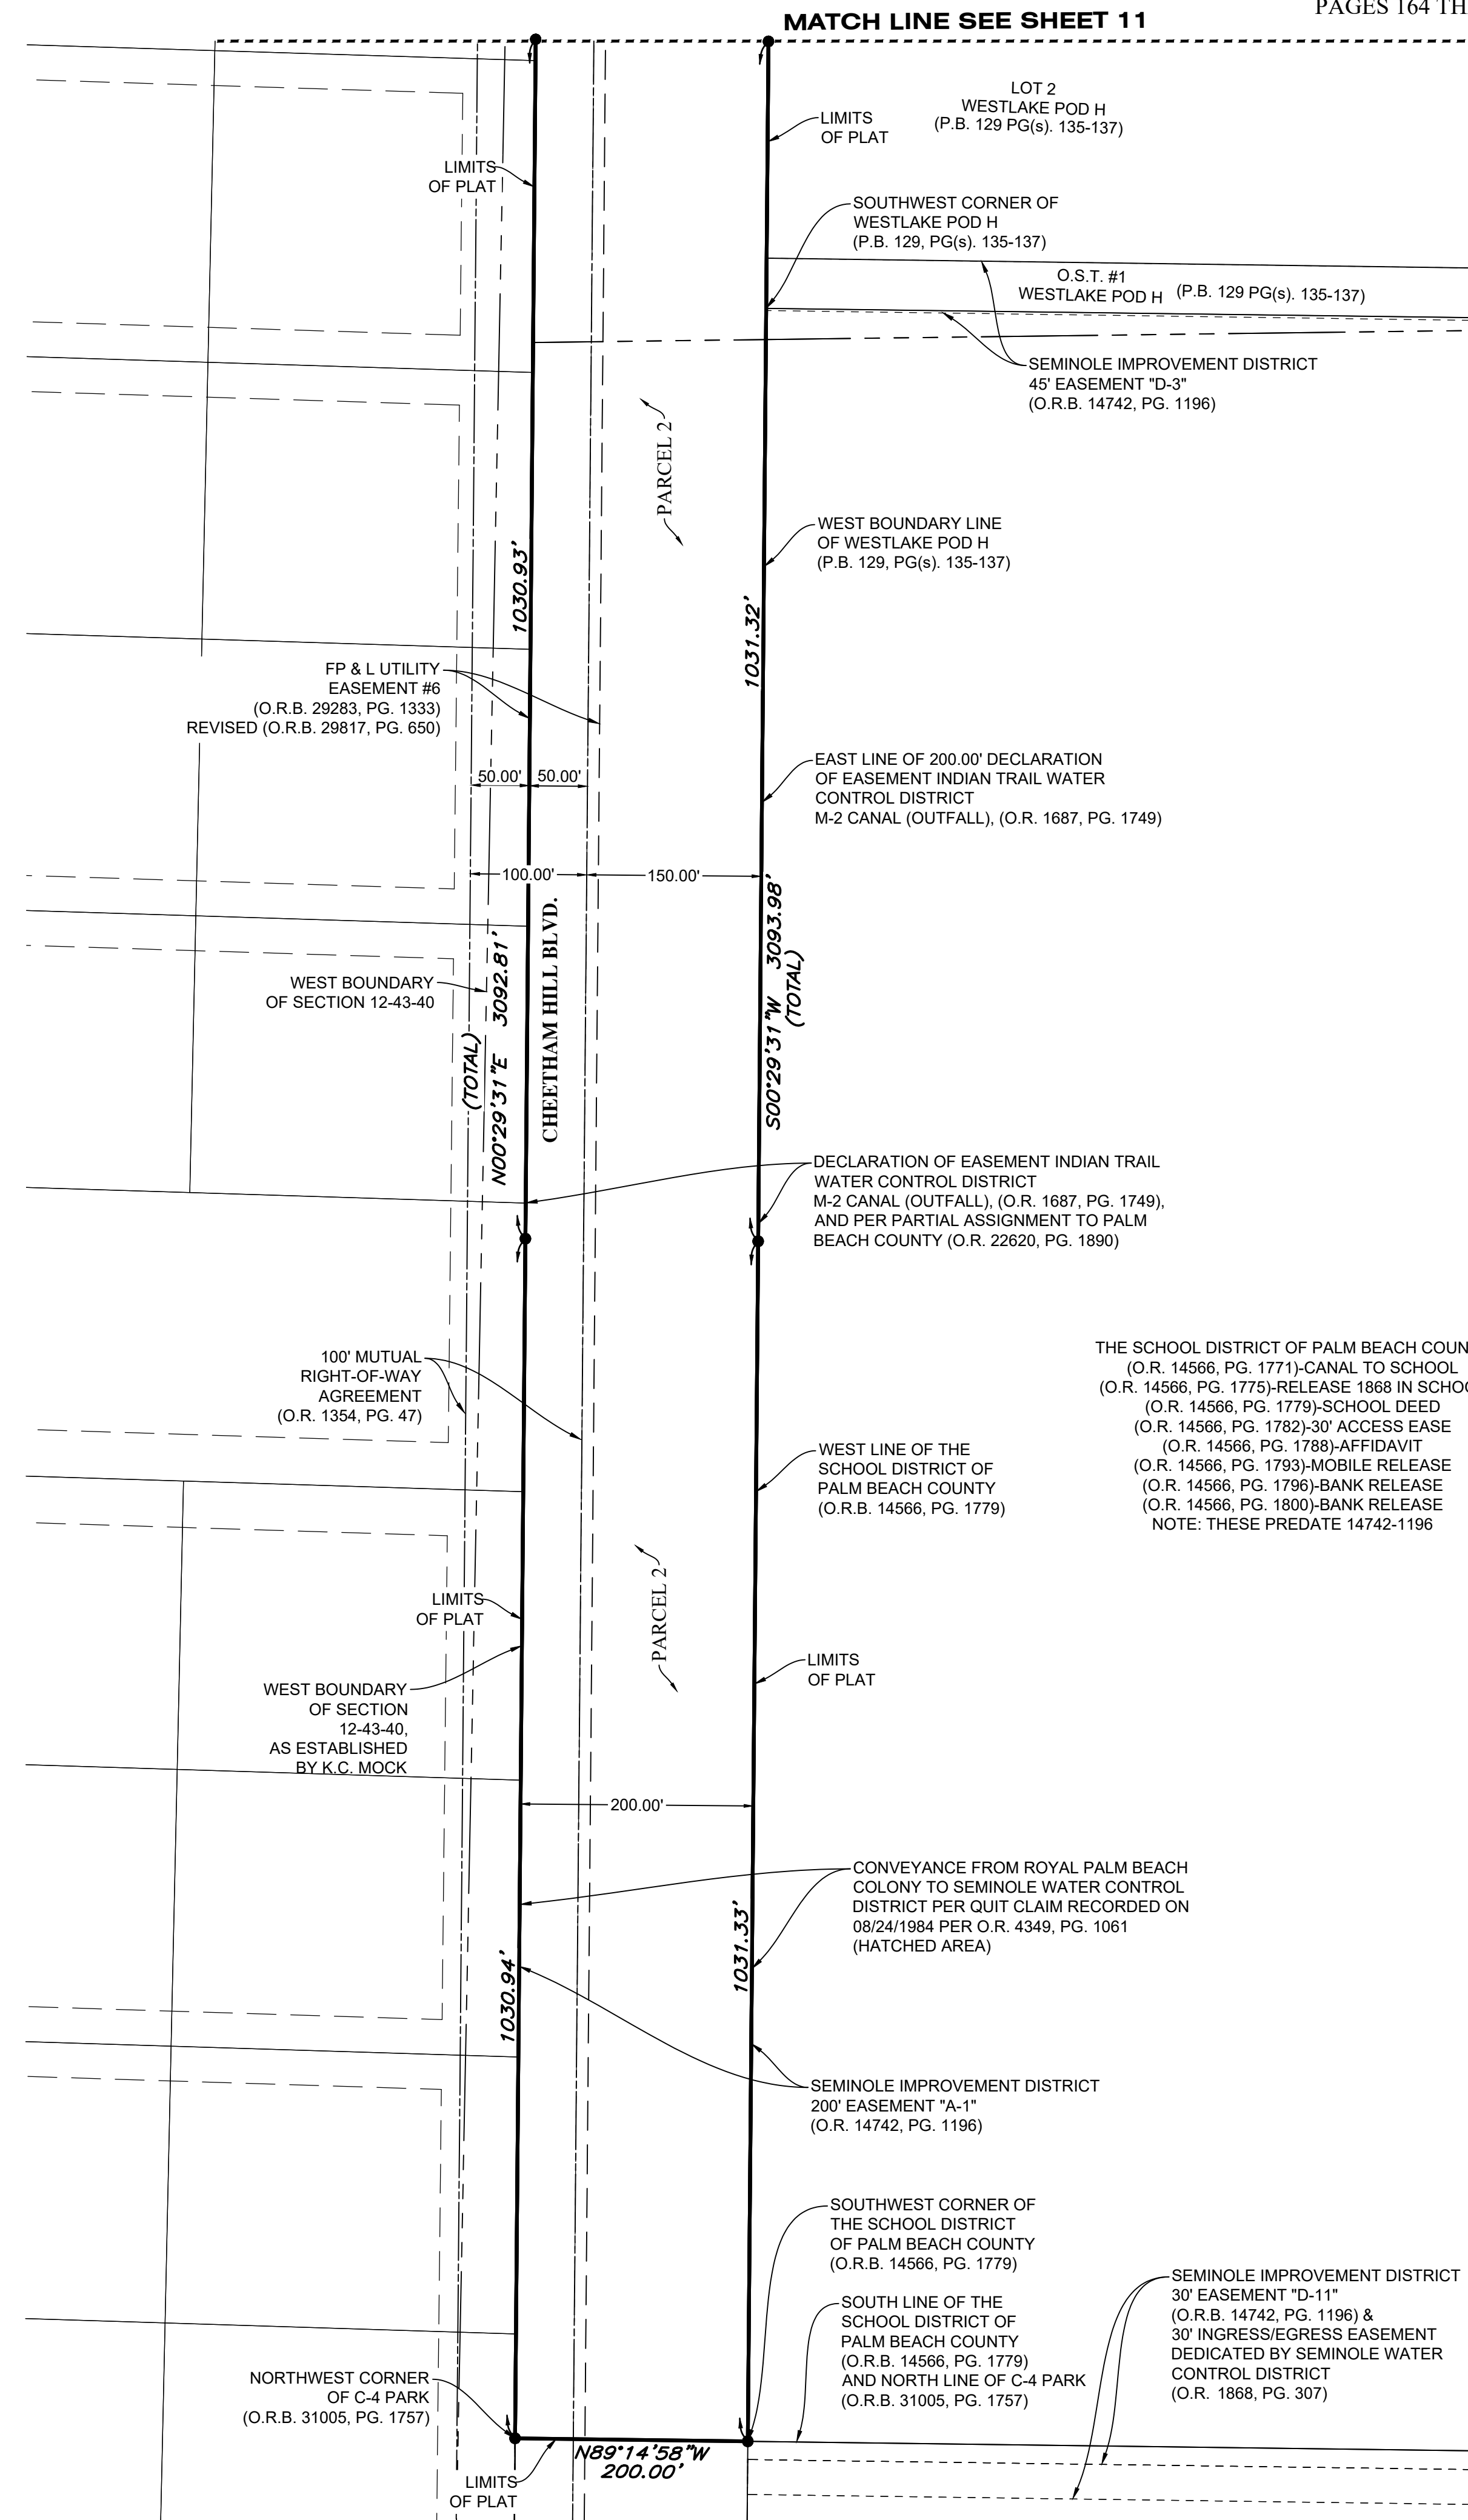 PAGES 164 TH
MATCH LINE SEE SHEET 11
LOT 2
WESTLAKE POD H
(P.B. 129 PG(s). 135-137)
LIMITS
OF PLAT
LIMITS
OF PLAT
SOUTHWEST CORNER OF
WESTLAKE POD H
(P.B. 129, PG(s). 135-137)
O.S.T. #1
WESTLAKE POD H (P.B. 129 PG(s). 135-137)
SEMINOLE IMPROVEMENT DISTRICT
45' EASEMENT "D-3"
(O.R.B. 14742, PG. 1196)
PARCEL 2
WEST BOUNDARY LINE
OF WESTLAKE POD H
(P.B. 129, PG(s). 135-137)
1030.93'
1031.32'
FP & L UTILITY
EASEMENT #6
(O.R.B. 29283, PG. 1333)
REVISED (O.R.B. 29817, PG. 650)
50.00' 50.00'
EAST LINE OF 200.00' DECLARATION
OF EASEMENT INDIAN TRAIL WATER
CONTROL DISTRICT
M-2 CANAL (OUTFALL), (O.R. 1687, PG. 1749)
100.00' 150.00'
CHEETHAM HILL BLVD.
WEST BOUNDARY
OF SECTION 12-43-40
N00°29'31"E 3092.81'
(TOTAL)
S00°29'31"W 3093.98'
(TOTAL)
DECLARATION OF EASEMENT INDIAN TRAIL
WATER CONTROL DISTRICT
M-2 CANAL (OUTFALL), (O.R. 1687, PG. 1749),
AND PER PARTIAL ASSIGNMENT TO PALM
BEACH COUNTY (O.R. 22620, PG. 1890)
100' MUTUAL
RIGHT-OF-WAY
AGREEMENT
(O.R. 1354, PG. 47)
THE SCHOOL DISTRICT OF PALM BEACH COUN
(O.R. 14566, PG. 1771)-CANAL TO SCHOOL
(O.R. 14566, PG. 1775)-RELEASE 1868 IN SCHOO
(O.R. 14566, PG. 1779)-SCHOOL DEED
(O.R. 14566, PG. 1782)-30' ACCESS EASE
(O.R. 14566, PG. 1788)-AFFIDAVIT
(O.R. 14566, PG. 1793)-MOBILE RELEASE
(O.R. 14566, PG. 1796)-BANK RELEASE
(O.R. 14566, PG. 1800)-BANK RELEASE
NOTE: THESE PREDATE 14742-1196
WEST LINE OF THE
SCHOOL DISTRICT OF
PALM BEACH COUNTY
(O.R.B. 14566, PG. 1779)
PARCEL 2
LIMITS
OF PLAT
LIMITS
OF PLAT
WEST BOUNDARY
OF SECTION
12-43-40,
AS ESTABLISHED
BY K.C. MOCK
200.00'
CONVEYANCE FROM ROYAL PALM BEACH
COLONY TO SEMINOLE WATER CONTROL
DISTRICT PER QUIT CLAIM RECORDED ON
08/24/1984 PER O.R. 4349, PG. 1061
(HATCHED AREA)
1030.94'
1031.33'
SEMINOLE IMPROVEMENT DISTRICT
200' EASEMENT "A-1"
(O.R. 14742, PG. 1196)
SOUTHWEST CORNER OF
THE SCHOOL DISTRICT
OF PALM BEACH COUNTY
(O.R.B. 14566, PG. 1779)
SOUTH LINE OF THE
SCHOOL DISTRICT OF
PALM BEACH COUNTY
(O.R.B. 14566, PG. 1779)
AND NORTH LINE OF C-4 PARK
(O.R.B. 31005, PG. 1757)
SEMINOLE IMPROVEMENT DISTRICT
30' EASEMENT "D-11"
(O.R.B. 14742, PG. 1196) &
30' INGRESS/EGRESS EASEMENT
DEDICATED BY SEMINOLE WATER
CONTROL DISTRICT
(O.R. 1868, PG. 307)
NORTHWEST CORNER
OF C-4 PARK
(O.R.B. 31005, PG. 1757)
N89°14'58"W
200.00'
LIMITS
OF PLAT